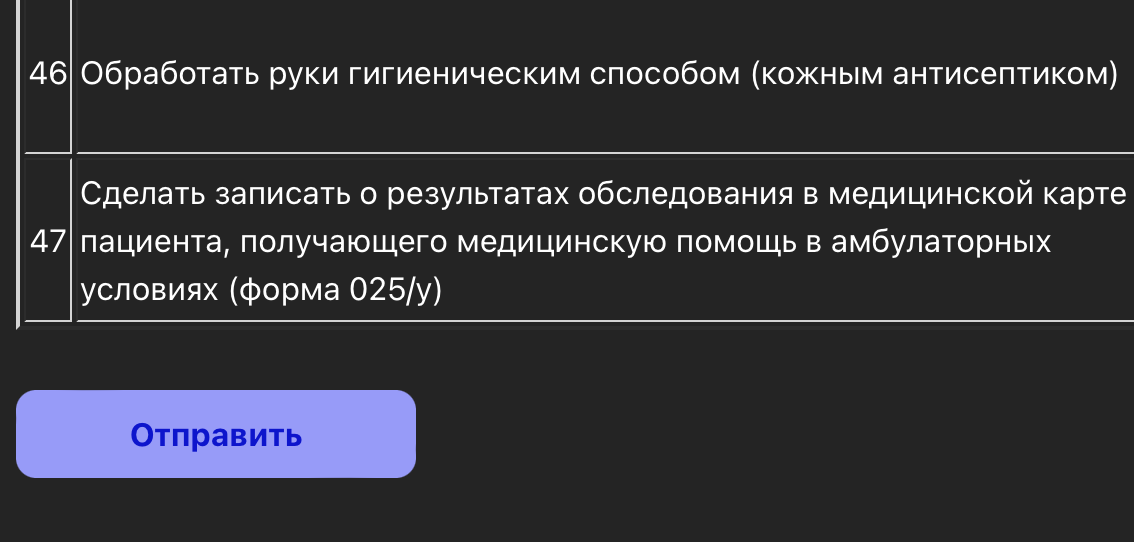 46 Обработать руки гигиеническим способом (кожным антисептиком)
Сделать записать о результатах обследования в медицинской карте
47 пациента, получающего медицинскую помощь в амбулаторных
условиях (форма 025/у)
Отправить